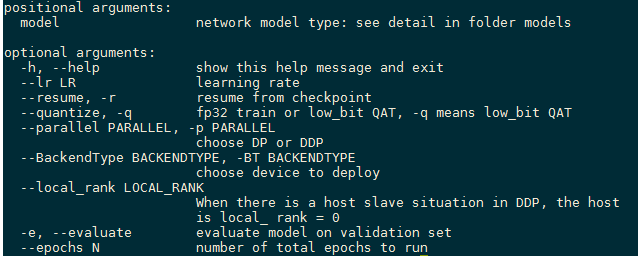 positional arguments:
  model                 network model type: see detail in folder models

optional arguments:
  -h, --help            show this help message and exit
  --lr LR               learning rate
  --resume, -r          resume from checkpoint
  --quantize, -q        fp32 train or low_bit QAT, -q means low_bit QAT
  --parallel PARALLEL, -p PARALLEL
                        choose DP or DDP
  --BackendType BACKENDTYPE, -BT BACKENDTYPE
                        choose device to deploy
  --local_rank LOCAL_RANK
                        When there is a host slave situation in DDP, the host
                        is local_ rank = 0
  -e, --evaluate        evaluate model on validation set
  --epochs N            number of total epochs to run